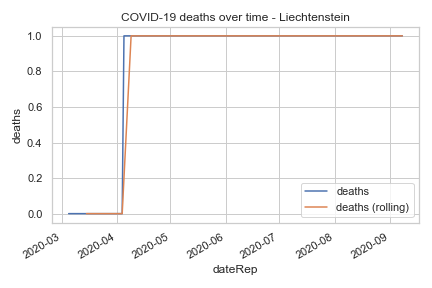 COVID-19 deaths over time - Liechtenstein
1.0
0.8
0.6
0.4
0.2
0.0
deaths
deaths
deaths (rolling)
2020-03
2020-04
2020-05
2020-06
2020-07
2020-08
2020-09
dateRep